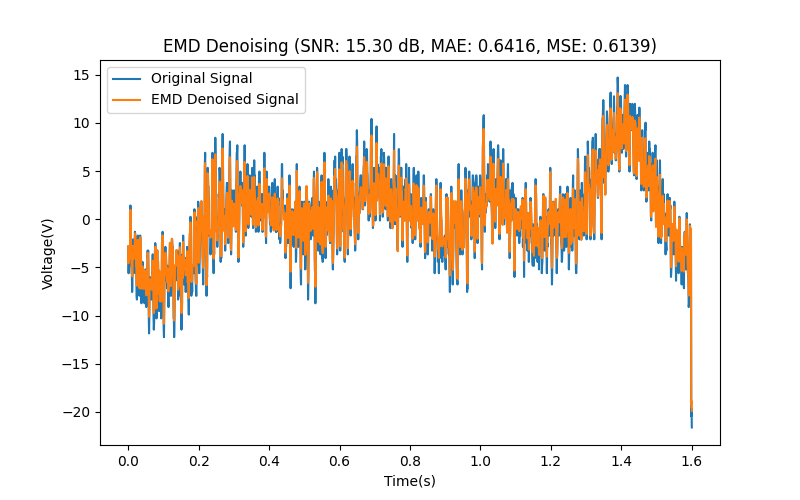 EMD Denoising (SNR: 15.30 dB, MAE: 0.6416, MSE: 0.6139)
Original Signal
EMD Denoised Signal
15
10
5
0
−5
−10
−15
−20
Voltage(V)
0.0 0.2 0.4 0.6 0.8 1.0 1.2 1.4 1.6
Time(s)